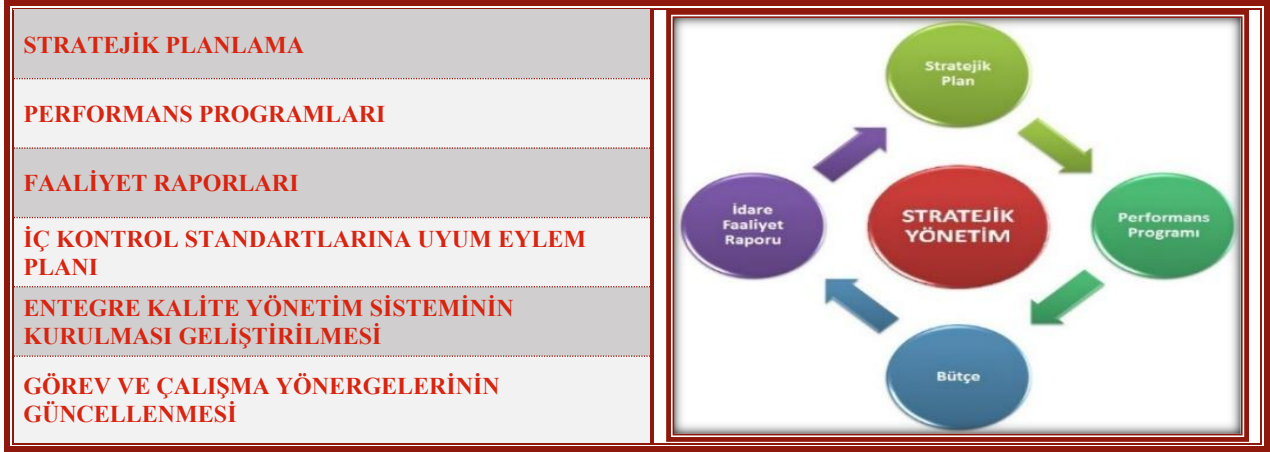 STRATEJİK PLANLAMA
PERFORMANS PROGRAMLARI
FAALİYET RAPORLARI
İÇ KONTROL STANDARTLARINA UYUM EYLEM
PLANI
ENTEGRE KALİTE YÖNETİM SİSTEMİNİN
KURULMASI GELİŞTİRİLMESİ
GÖREV VE ÇALIŞMA YÖNERGELERİNİN
GÜNCELLENMESİ
Stratejik
Plan
Performans
Programı
Bütçe
İdare
Faaliyet
Raporu
STRATEJİK
YÖNETİM